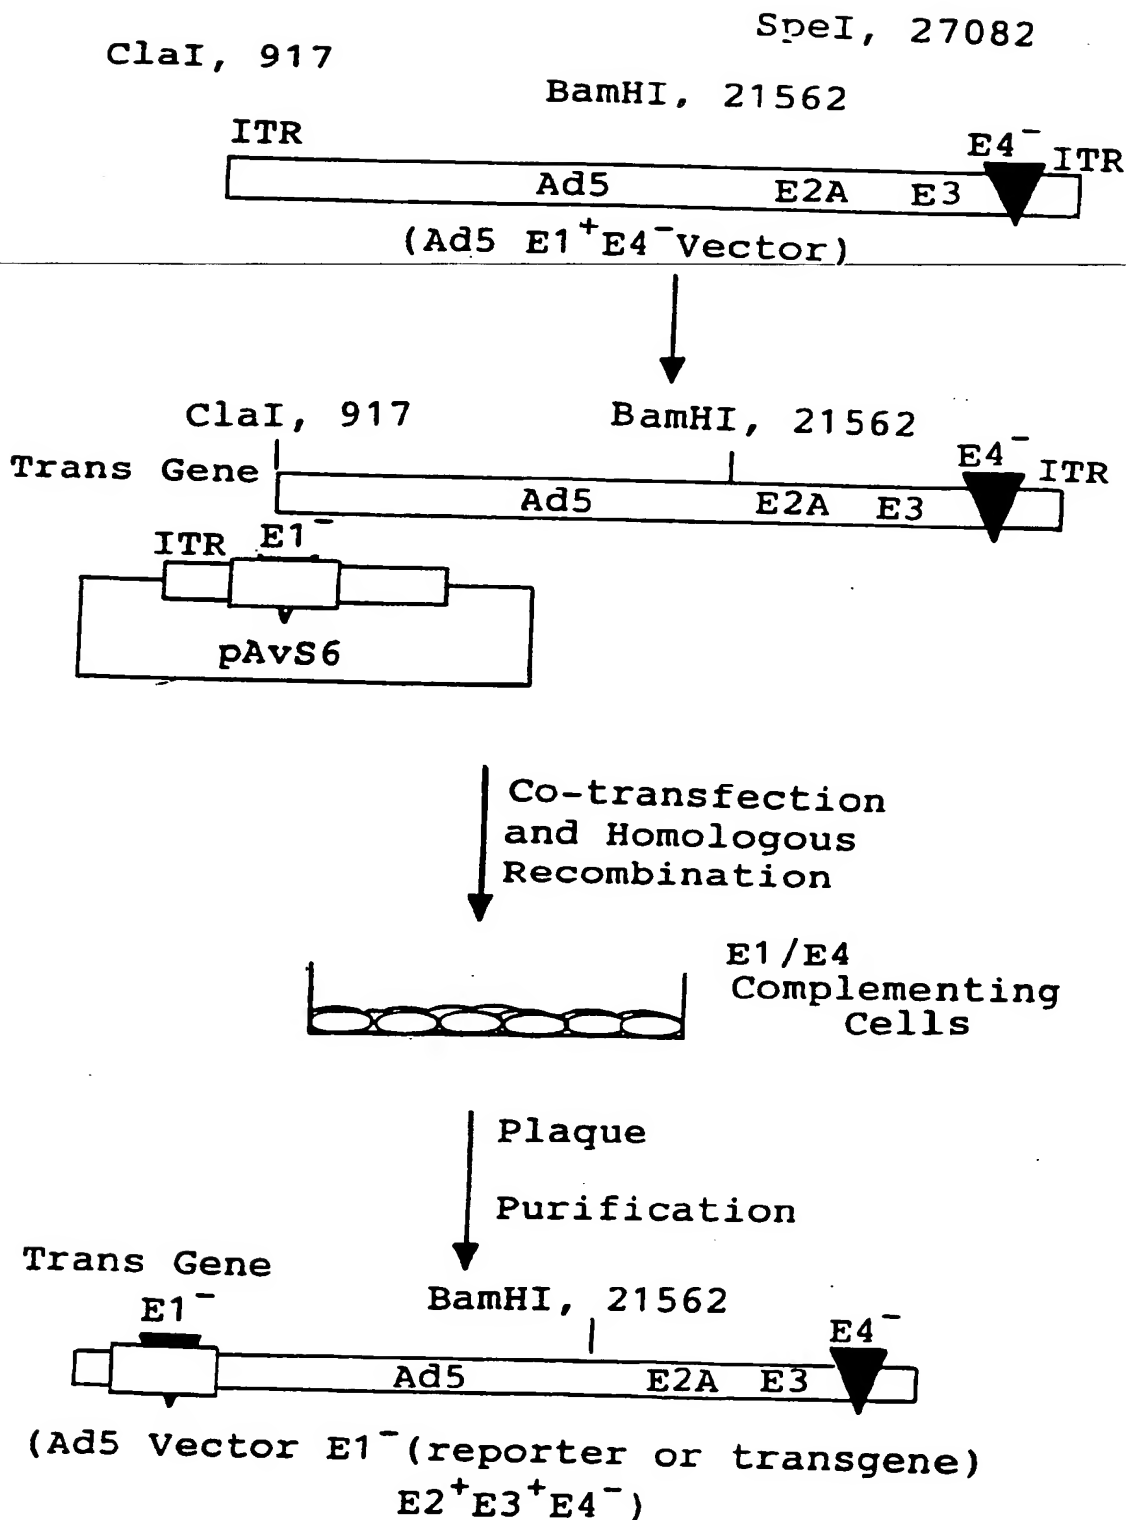 SpeI, 27082
ClaI, 917
BamHI, 21562
ITR
E4⁻ ITR
Ad5 E2A E3
(Ad5 E1⁺E4⁻Vector)
ClaI, 917
BamHI, 21562
Trans Gene
E4⁻ ITR
Ad5 E2A E3
ITR E1⁻
pAvS6
Co-transfection
and Homologous
Recombination
E1/E4
Complementing
Cells
Plaque
Purification
Trans Gene
E1⁻
BamHI, 21562
E4⁻
Ad5 E2A E3
(Ad5 Vector E1⁻(reporter or transgene)
E2⁺E3⁺E4⁻)